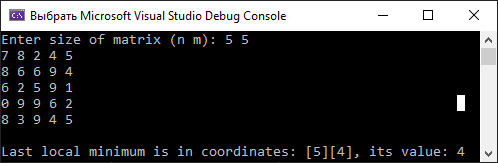 Выбрать Microsoft Visual Studio Debug Console
Enter size of matrix (n m): 5 5
7 8 2 4 5
8 6 6 9 4
6 2 5 9 1
0 9 9 6 2
8 3 9 4 5
Last local minimum is in coordinates: [5][4], its value: 4